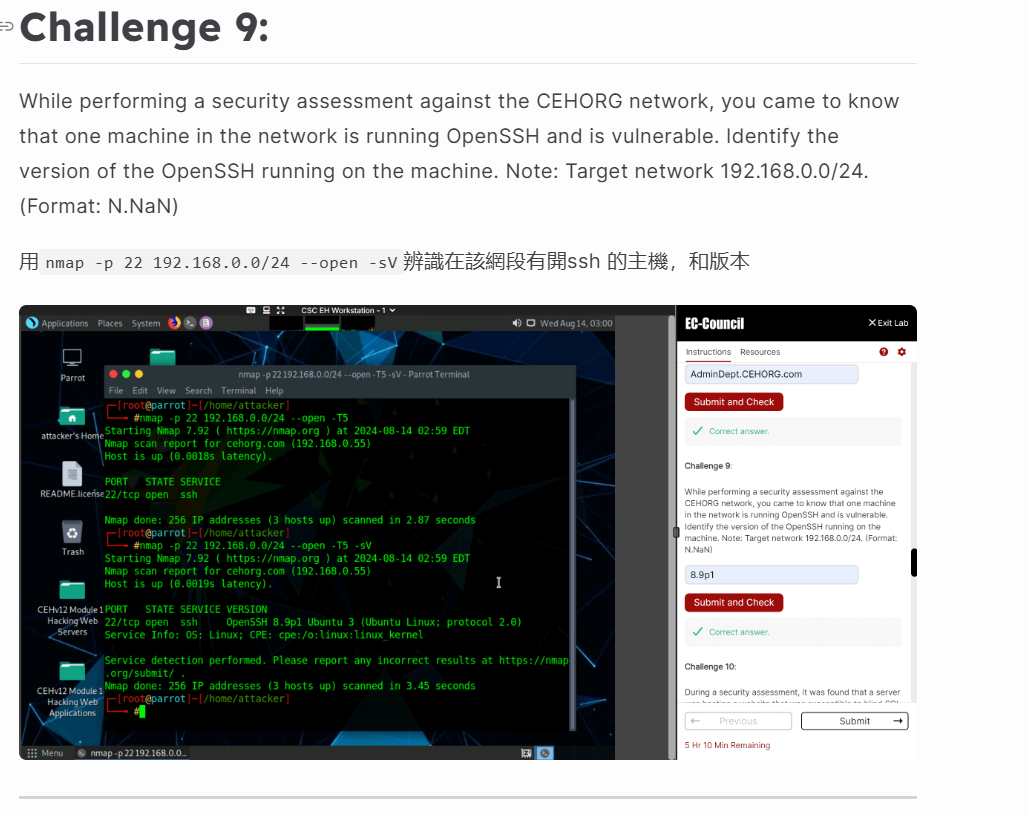 Challenge 9:
While performing a security assessment against the CEHORG network, you came to know
that one machine in the network is running OpenSSH and is vulnerable. Identify the
version of the OpenSSH running on the machine. Note: Target network 192.168.0.0/24.
(Format: N.NaN)
用 nmap -p 22 192.168.0.0/24 --open -sV 辨識在該網段有開ssh 的主機，和版本
CSC EH Workstation - 1
Applications Places System
Wed Aug 14, 03:00
Parrot
attacker's Home
README.license
Trash
CEHv12 Module 1
Hacking Web
Servers
CEHv12 Module 1
Hacking Web
Applications
nmap -p 22 192.168.0.0/24 --open -T5 -sV - Parrot Terminal
File Edit View Search Terminal Help
┌─[root@parrot]─[/home/attacker]
└──╼ #nmap -p 22 192.168.0.0/24 --open -T5
Starting Nmap 7.92 ( https://nmap.org ) at 2024-08-14 02:59 EDT
Nmap scan report for cehorg.com (192.168.0.55)
Host is up (0.0018s latency).
PORT   STATE SERVICE
22/tcp open  ssh
Nmap done: 256 IP addresses (3 hosts up) scanned in 2.87 seconds
┌─[root@parrot]─[/home/attacker]
└──╼ #nmap -p 22 192.168.0.0/24 --open -T5 -sV
Starting Nmap 7.92 ( https://nmap.org ) at 2024-08-14 02:59 EDT
Nmap scan report for cehorg.com (192.168.0.55)
Host is up (0.0019s latency).
PORT   STATE SERVICE VERSION
22/tcp open  ssh     OpenSSH 8.9p1 Ubuntu 3 (Ubuntu Linux; protocol 2.0)
Service Info: OS: Linux; CPE: cpe:/o:linux:linux_kernel
Service detection performed. Please report any incorrect results at https://nmap
.org/submit/ .
Nmap done: 256 IP addresses (3 hosts up) scanned in 3.45 seconds
┌─[root@parrot]─[/home/attacker]
└──╼ #
Menu
nmap -p 22 192.168.0.0...
EC-Council
Exit Lab
Instructions Resources
AdminDept.CEHORG.com
Submit and Check
Correct answer.
Challenge 9:
While performing a security assessment against the
CEHORG network, you came to know that one machine
in the network is running OpenSSH and is vulnerable.
Identify the version of the OpenSSH running on the
machine. Note: Target network 192.168.0.0/24. (Format:
N.NaN)
8.9p1
Submit and Check
Correct answer.
Challenge 10:
During a security assessment, it was found that a server
Previous
Submit
5 Hr 10 Min Remaining